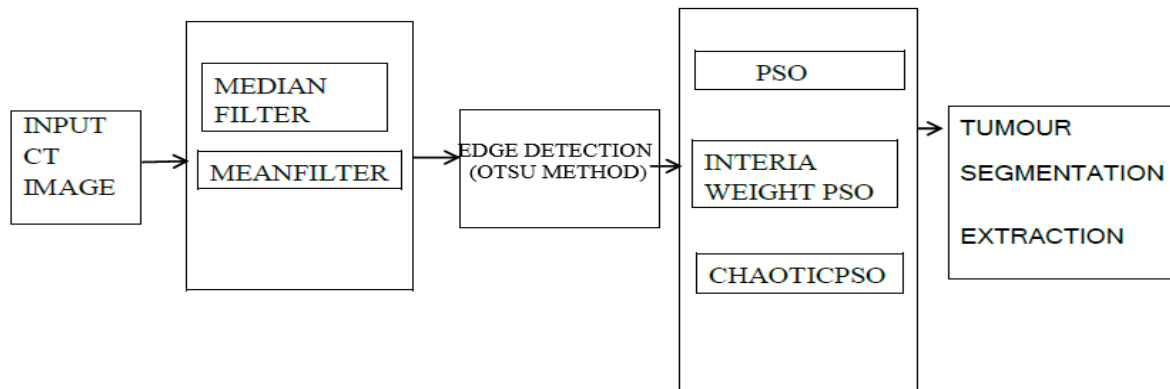 INPUT
CT
IMAGE
MEDIAN
FILTER
MEANFILTER
EDGE DETECTION
(OTSU METHOD)
PSO
INTERIA
WEIGHT PSO
CHAOTICPSO
TUMOUR
SEGMENTATION
EXTRACTION